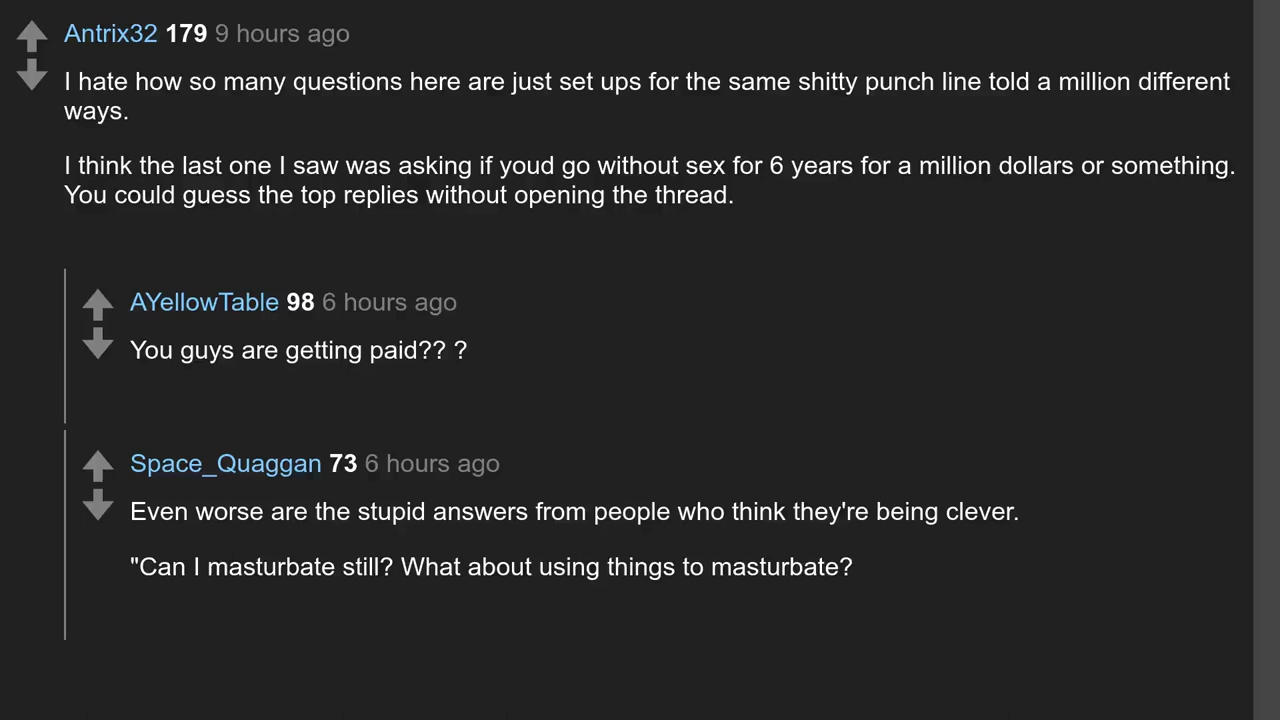 Antrix32 179 9 hours ago
I hate how so many questions here are just set ups for the same shitty punch line told a million different
ways.
I think the last one I saw was asking if youd go without sex for 6 years for a million dollars or something.
You could guess the top replies without opening the thread.
AYellowTable 98 6 hours ago
You guys are getting paid?? ?
Space_Quaggan 73 6 hours ago
Even worse are the stupid answers from people who think they're being clever.
"Can I masturbate still? What about using things to masturbate?